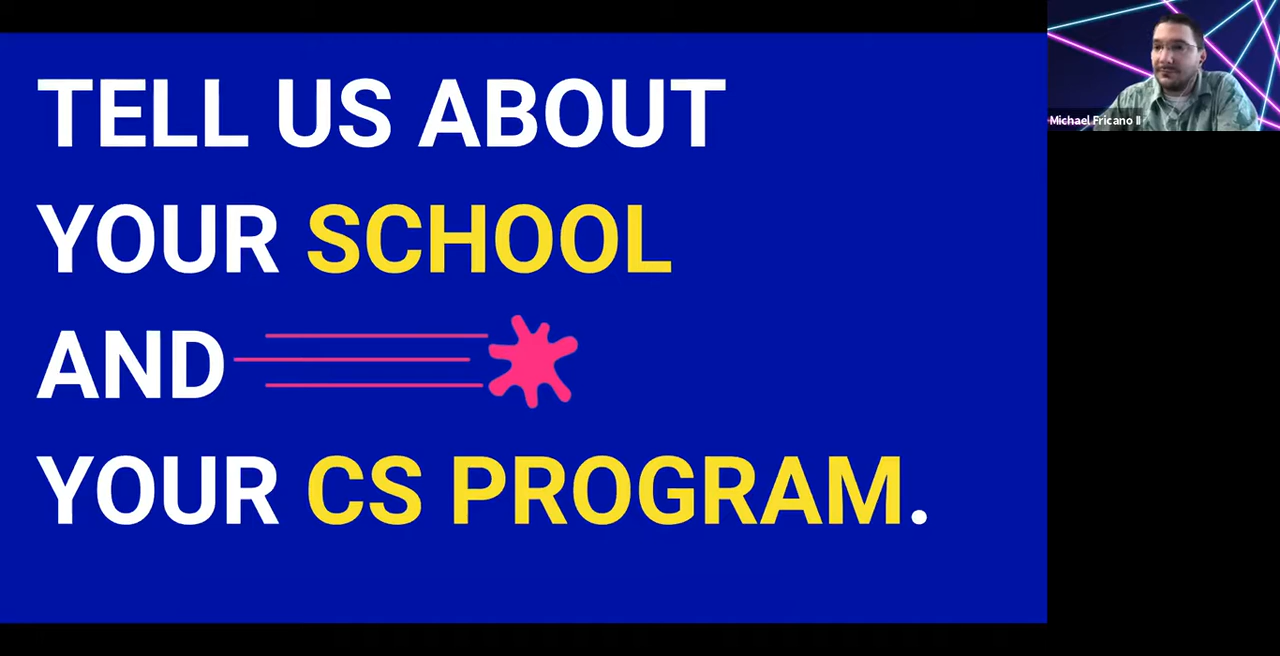 TELL US ABOUT
YOUR SCHOOL
AND
YOUR CS PROGRAM.
Michael Fricano II